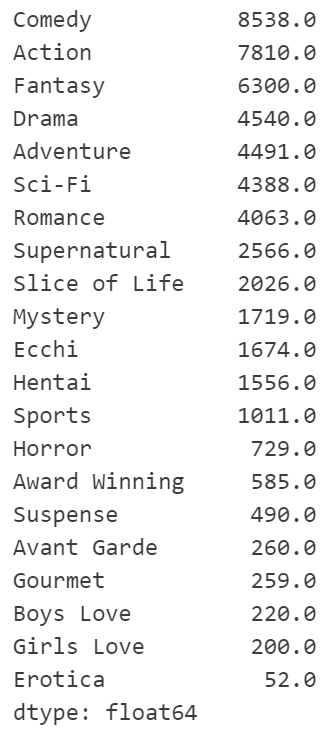 Comedy 8538.0
Action 7810.0
Fantasy 6300.0
Drama 4540.0
Adventure 4491.0
Sci-Fi 4388.0
Romance 4063.0
Supernatural 2566.0
Slice of Life 2026.0
Mystery 1719.0
Ecchi 1674.0
Hentai 1556.0
Sports 1011.0
Horror 729.0
Award Winning 585.0
Suspense 490.0
Avant Garde 260.0
Gourmet 259.0
Boys Love 220.0
Girls Love 200.0
Erotica 52.0
dtype: float64